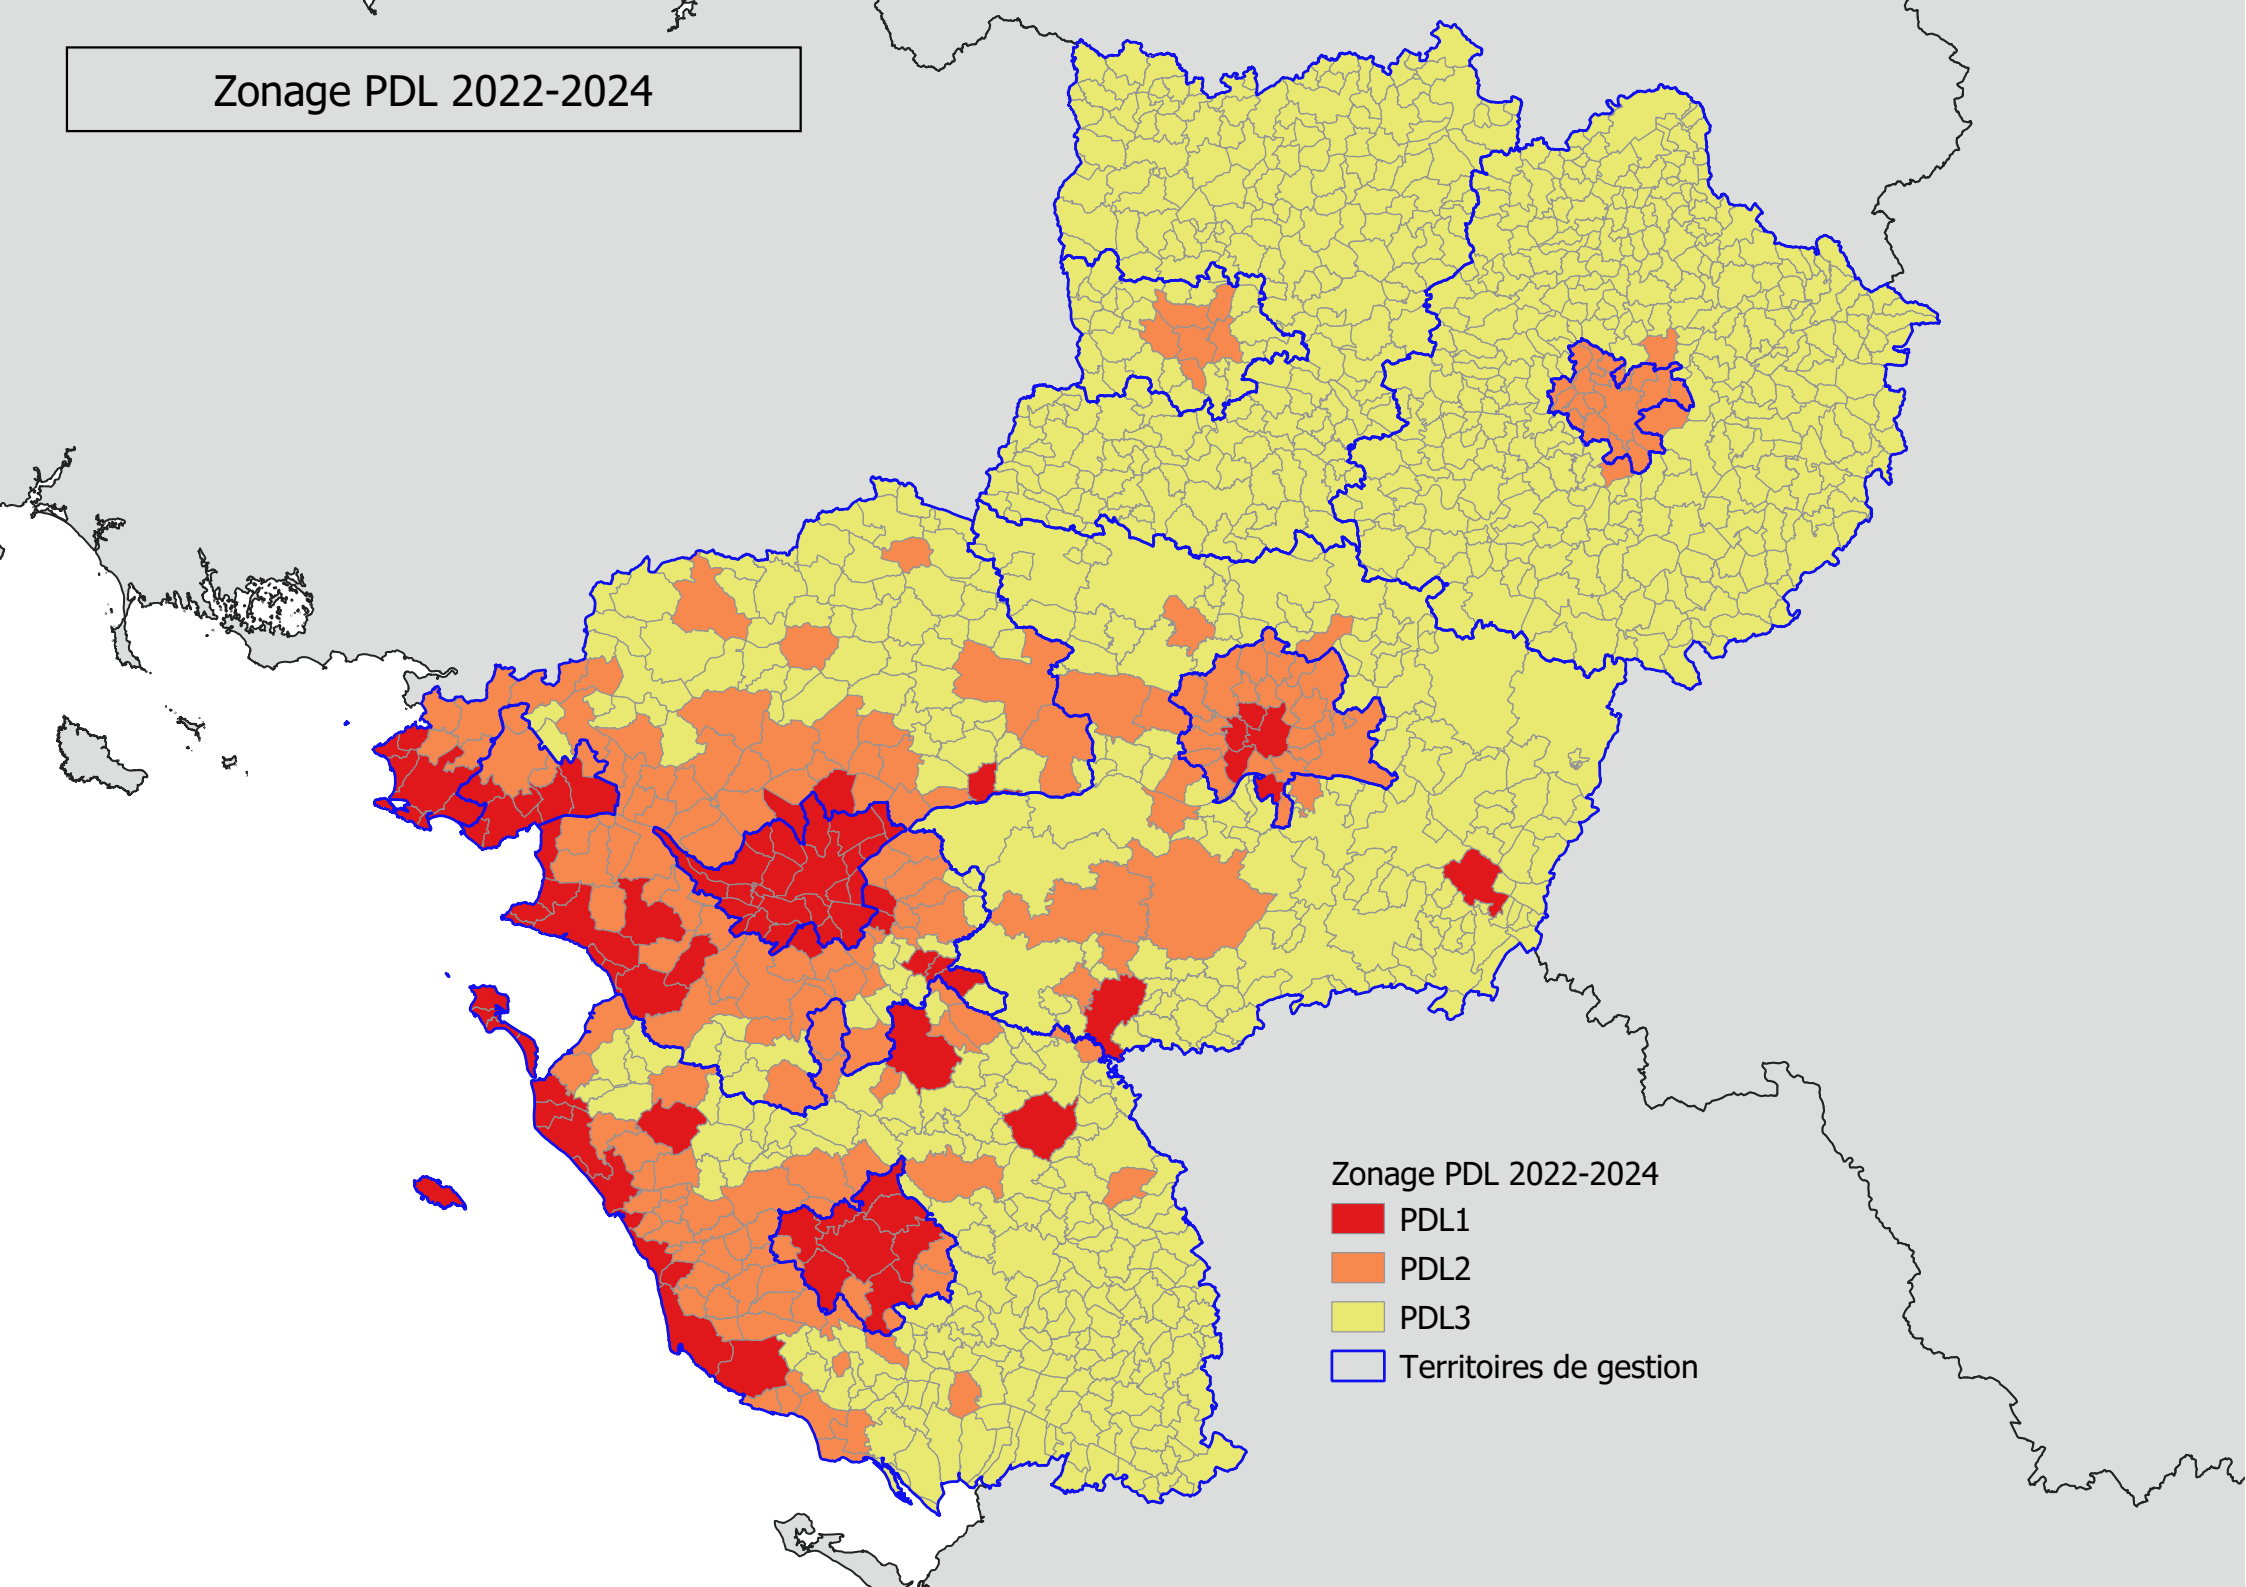 Zonage PDL 2022-2024
Zonage PDL 2022-2024
PDL1
PDL2
PDL3
Territoires de gestion